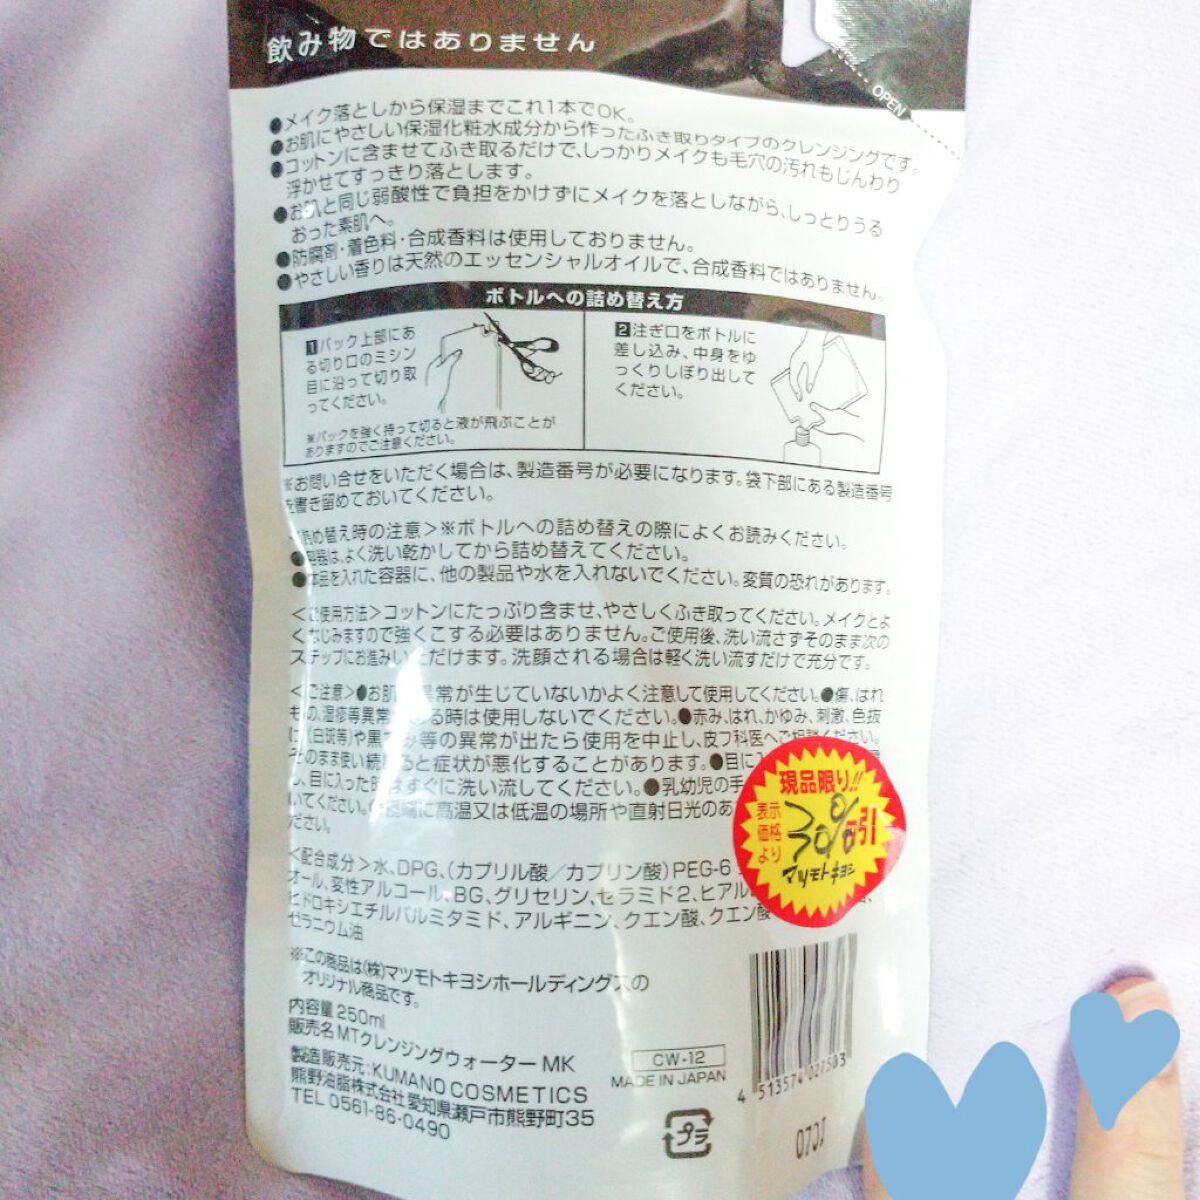 飲み物ではありません
OPEN
●メイク落としから保湿までこれ1本でOK。
●お肌にやさしい保湿化粧水成分から作ったふき取りタイプのクレンジングです。
●コットンに含ませてふき取るだけで、しっかりメイクも毛穴の汚れもじんわり
浮かせてすっきり落とします。
●お肌と同じ弱酸性で負担をかけずにメイクを落としながら、しっとりうる
おった素肌へ。
●防腐剤・着色料・合成香料は使用しておりません。
●やさしい香りは天然のエッセンシャルオイルで、合成香料ではありません。
ボトルへの詰め替え方
1 パック上部にあ
る切り口のミシン
目に沿って切り取
ってください。
※パックを強く持って切ると液が飛ぶことが
ありますのでご注意ください。
2 注ぎ口をボトルに
差し込み、中身をゆ
っくりしぼり出して
ください。
※お問い合せをいただく場合は、製造番号が必要になります。袋下部にある製造番号
を書き留めておいてください。
詰め替え時の注意>※ボトルへの詰め替えの際によくお読みください。
●容器は、よく洗い乾かしてから詰め替えてください。
●本品を入れた容器に、他の製品や水を入れないでください。変質の恐れがあります。
<ご使用方法>コットンにたっぷり含ませ、やさしくふき取ってください。メイクとよ
くなじみますので強くこする必要はありません。ご使用後、洗い流さずそのまま次の
ステップにお進みいただけます。洗顔される場合は軽く洗い流すだけで充分です。
<ご注意>●お肌 異常が生じていないかよく注意して使用してください。●傷、はれ
もの、湿疹等異常 る時は使用しないでください。●赤み、はれ、かゆみ、刺激、色抜
け(白斑等)や黒ずみ等の異常が出たら使用を中止し、皮フ科医へご相談ください。
そのまま使い続けると症状が悪化することがあります。●目に入
し、目に入った時はすぐに洗い流してください。●乳幼児の手
いてください。●極端に高温又は低温の場所や直射日光のあ
ださい。
<配合成分>水、DPG、(カプリル酸/カプリン酸)PEG-6
オール、変性アルコール、BG、グリセリン、セラミド2、ヒアル
ヒドロキシエチルパルミタミド、アルギニン、クエン酸、クエン酸
ゼラニウム油
現品限り!!
表示
価格
より
引
マツモトキヨシ
※この商品は(株)マツモトキヨシホールディングスの
オリジナル商品です。
内容量 250ml
販売名 MTクレンジングウォーター MK
製造販売元:KUMANO COSMETICS
熊野油脂株式会社 愛知県瀬戸市熊野町35
TEL 0561-86-0490
CW-12
MADE IN JAPAN
プラ
4 513574 027503
07JJ